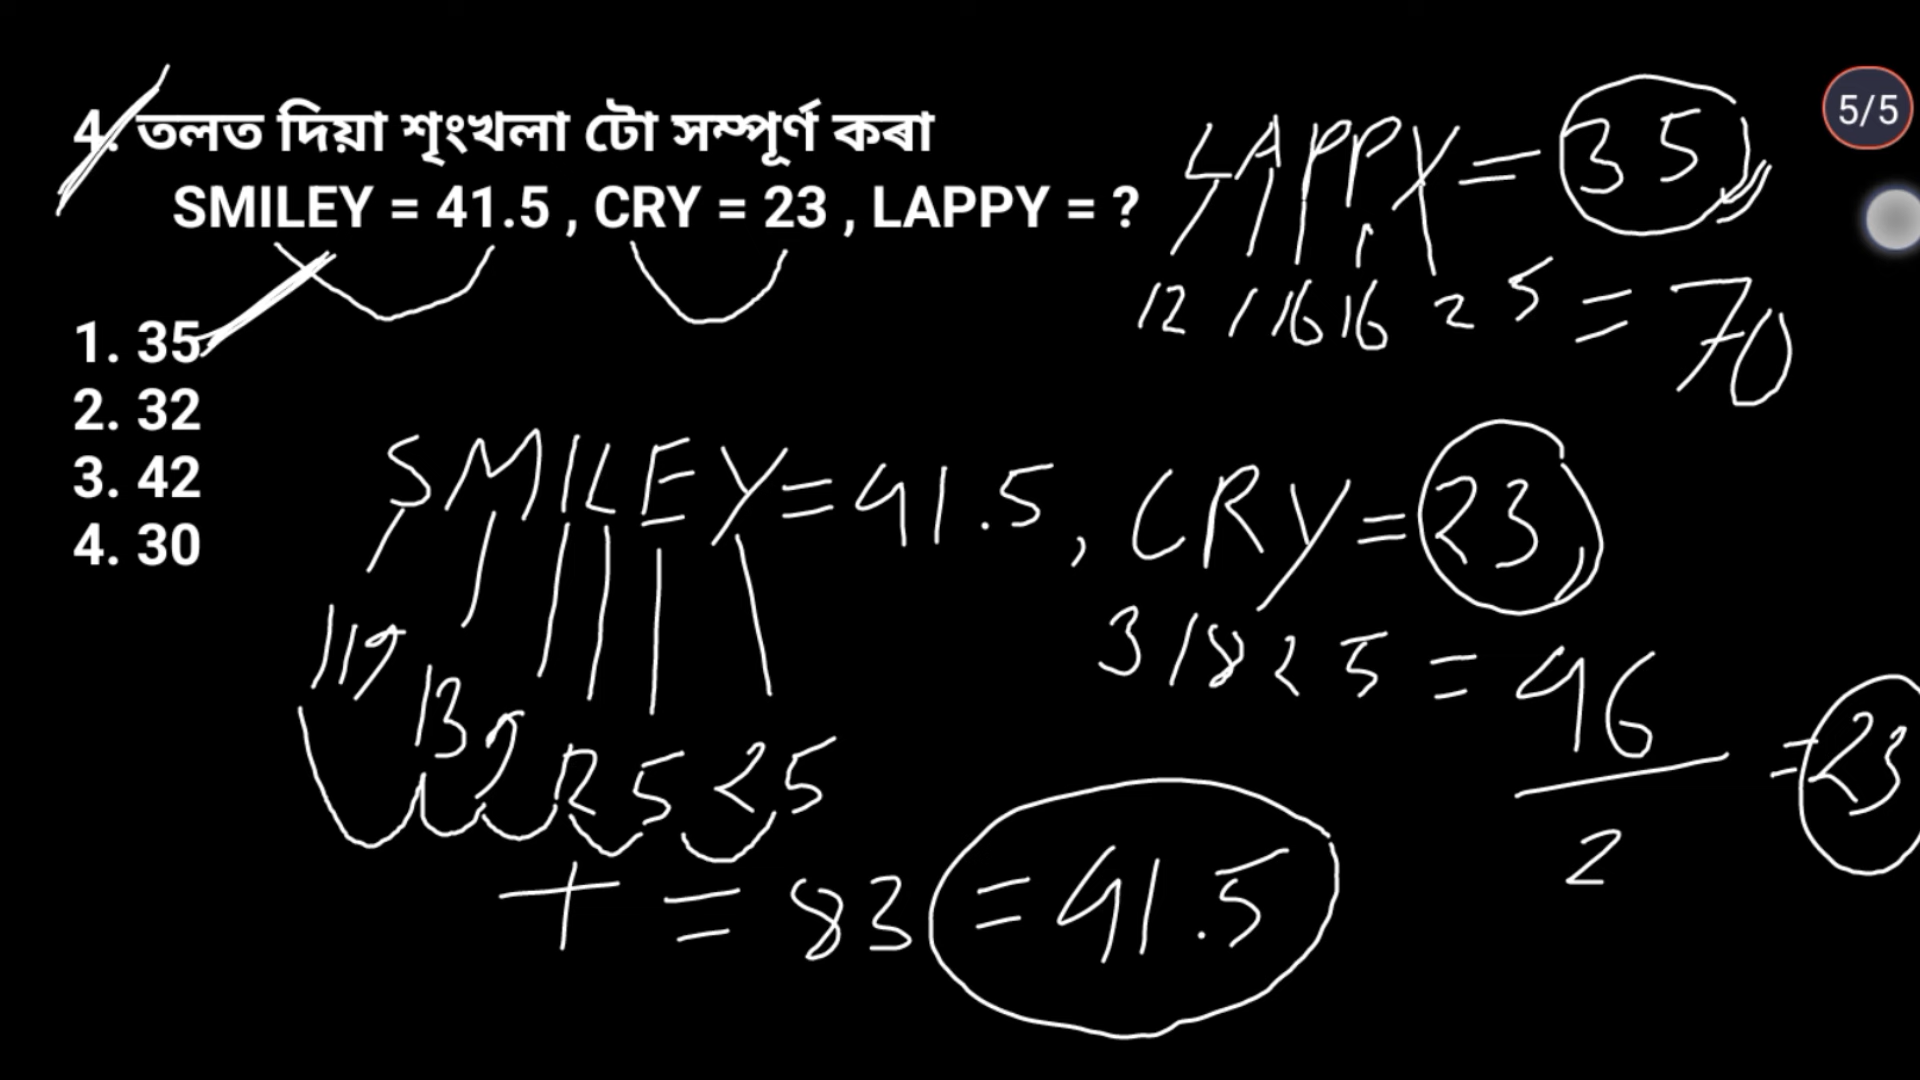 4. তলত দিয়া শৃংখলা টো সম্পূৰ্ণ কৰা
SMILEY = 41.5 , CRY = 23 , LAPPY = ?
1. 35
2. 32
3. 42
4. 30
5/5
LAPPY = 35
12 1 16 16 25 = 70
SMILEY = 41.5, CRY = 23,
19 13 9 12 5 25
+ = 83 = 41.5
3 18 25 = 46
2
= 23